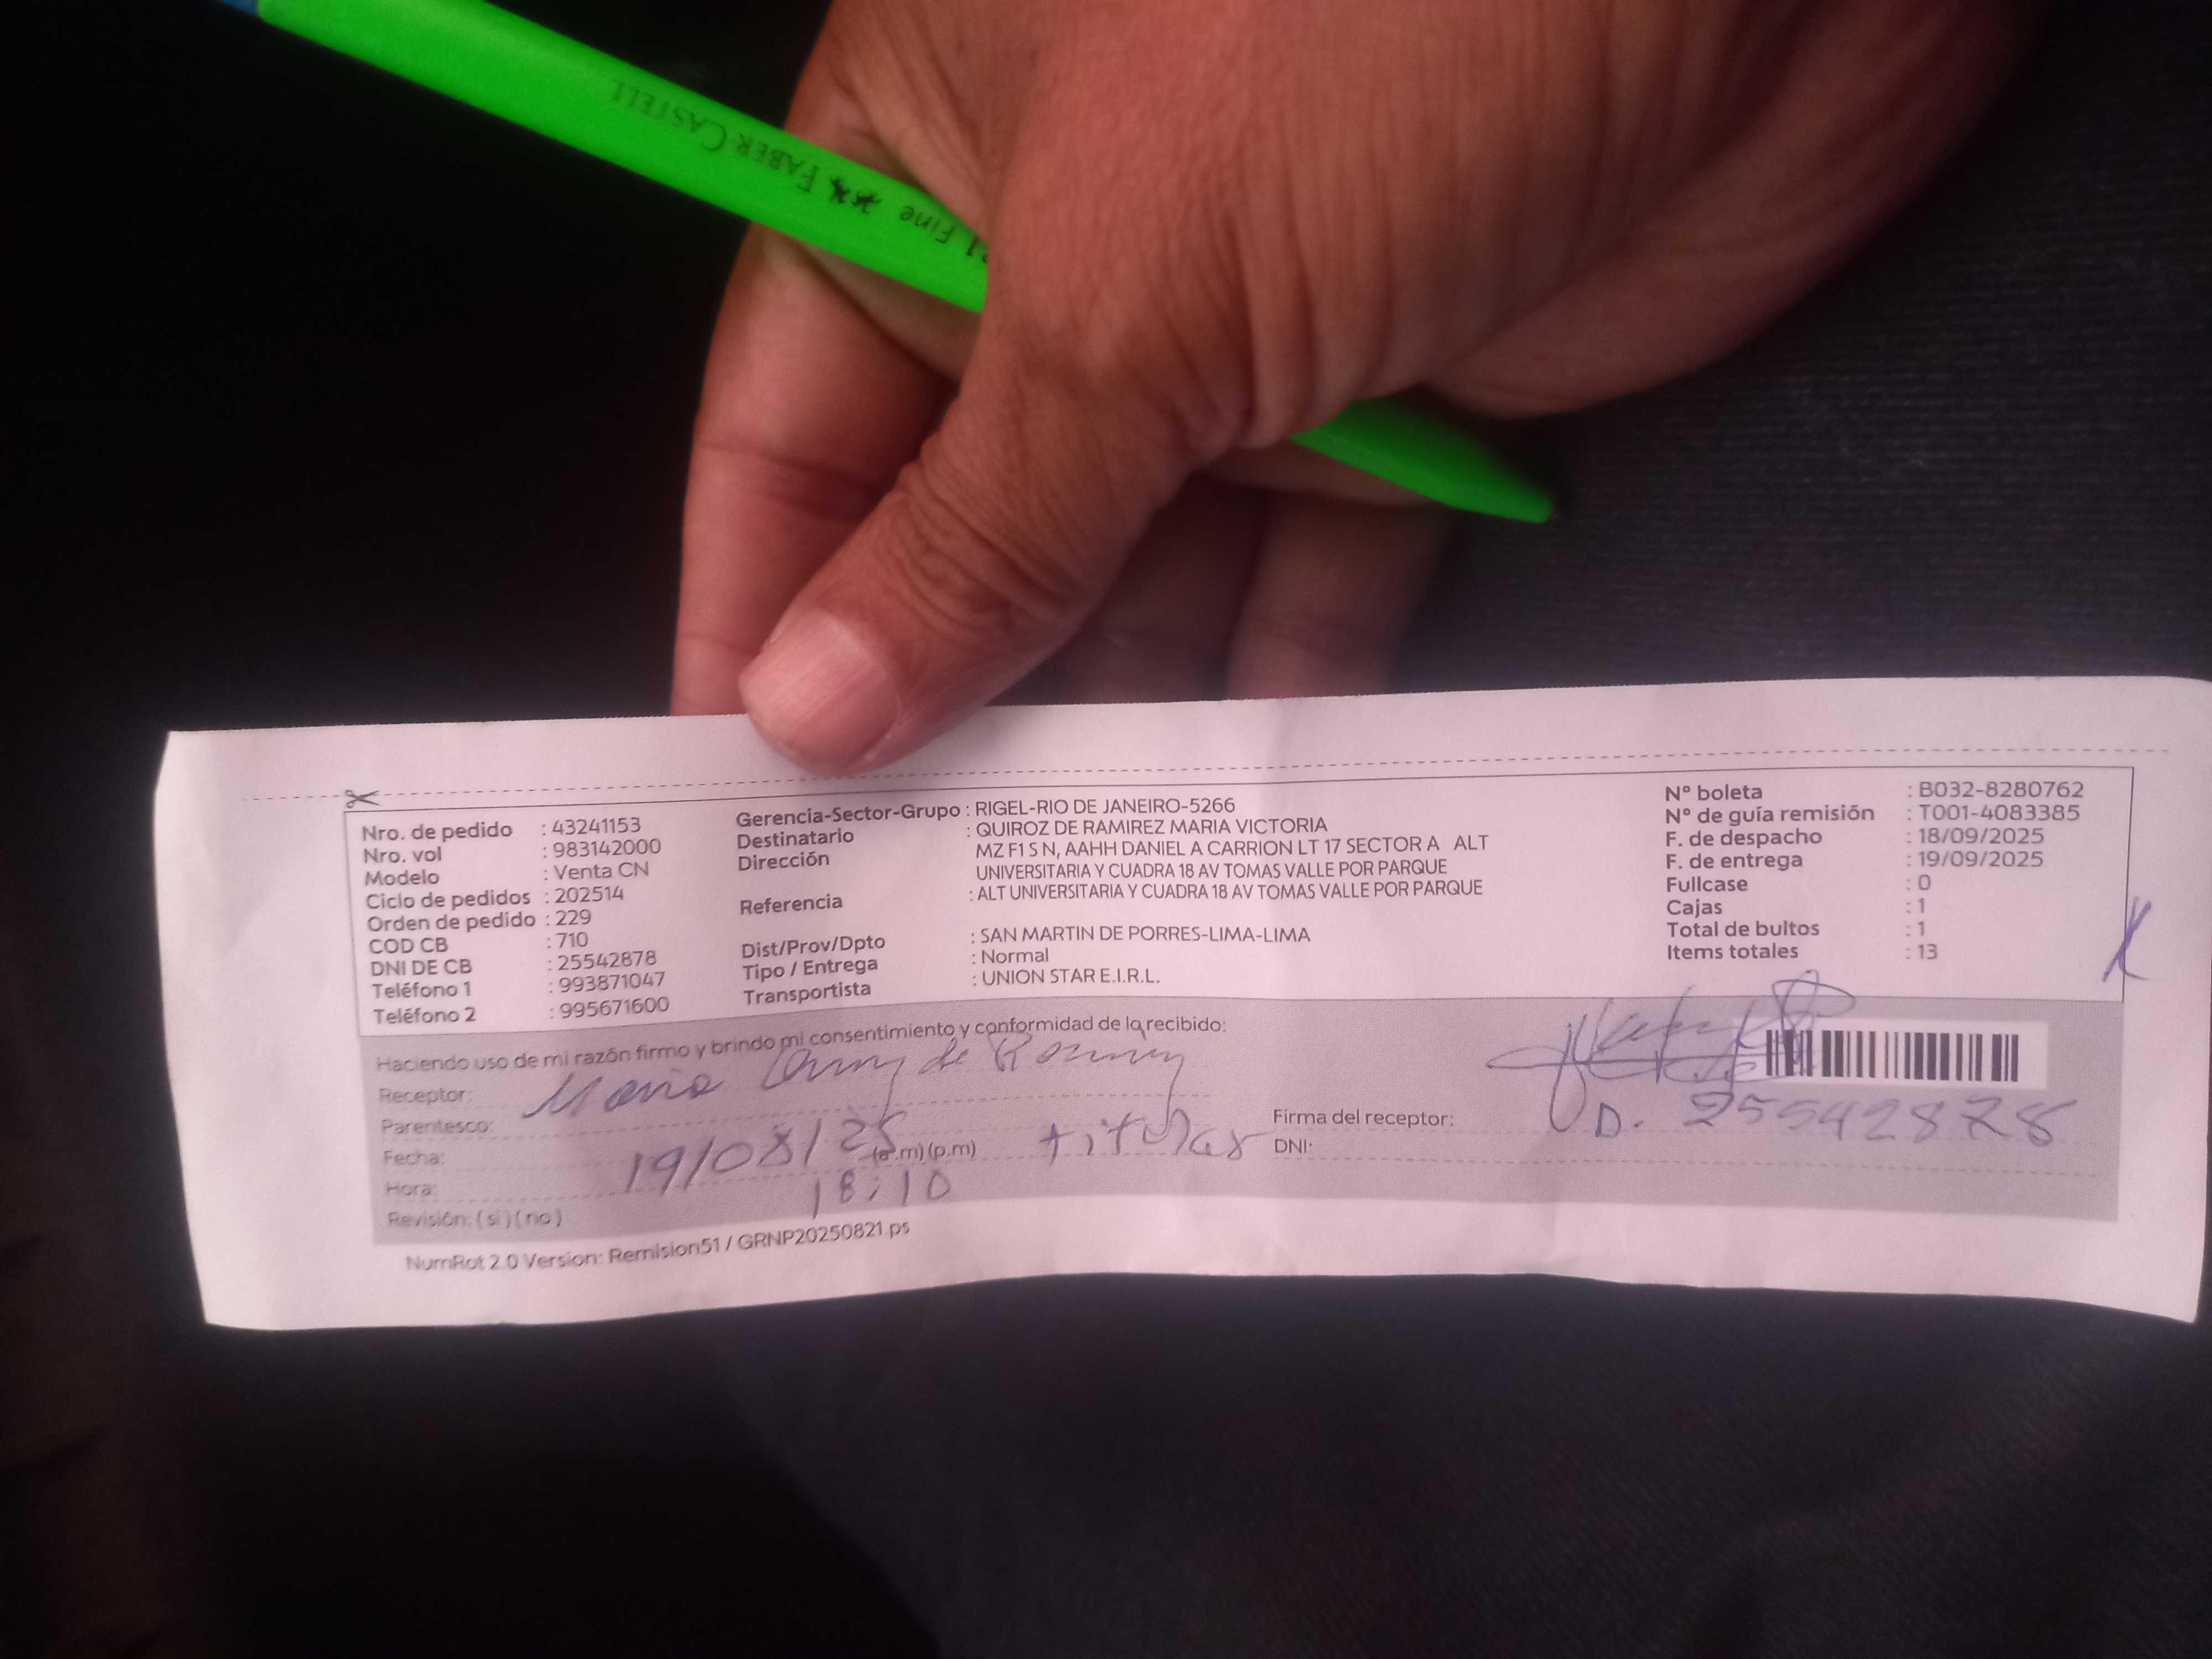 FABER CASTELL
Fine
Nro. de pedido : 43241153
Nro. vol : 983142000
Modelo : Venta CN
Ciclo de pedidos : 202514
Orden de pedido : 229
COD CB : 710
DNI DE CB : 25542878
Teléfono 1 : 993871047
Teléfono 2 : 995671600
Gerencia-Sector-Grupo : RIGEL-RIO DE JANEIRO-5266
Destinatario : QUIROZ DE RAMIREZ MARIA VICTORIA
Dirección MZ F1 S N, AAHH DANIEL A CARRION LT 17 SECTOR A ALT
UNIVERSITARIA Y CUADRA 18 AV TOMAS VALLE POR PARQUE
Referencia : ALT UNIVERSITARIA Y CUADRA 18 AV TOMAS VALLE POR PARQUE
Dist/Prov/Dpto : SAN MARTIN DE PORRES-LIMA-LIMA
Tipo / Entrega : Normal
Transportista : UNION STAR E.I.R.L.
Nº boleta : B032-8280762
Nº de guía remisión : T001-4083385
F. de despacho : 18/09/2025
F. de entrega : 19/09/2025
Fullcase : 0
Cajas : 1
Total de bultos : 1
Items totales : 13
Haciendo uso de mi razón firmo y brindo mi consentimiento y conformidad de lo recibido:
Receptor: Maria de
Parentesco: titular
Fecha: 19/08/25 (a.m)(p.m)
Hora: 18:10
Revisión: ( si ) ( no )
Firma del receptor:
DNI: D. 25542878
NumRot 2.0 Version: Remision51 / GRNP20250821.ps